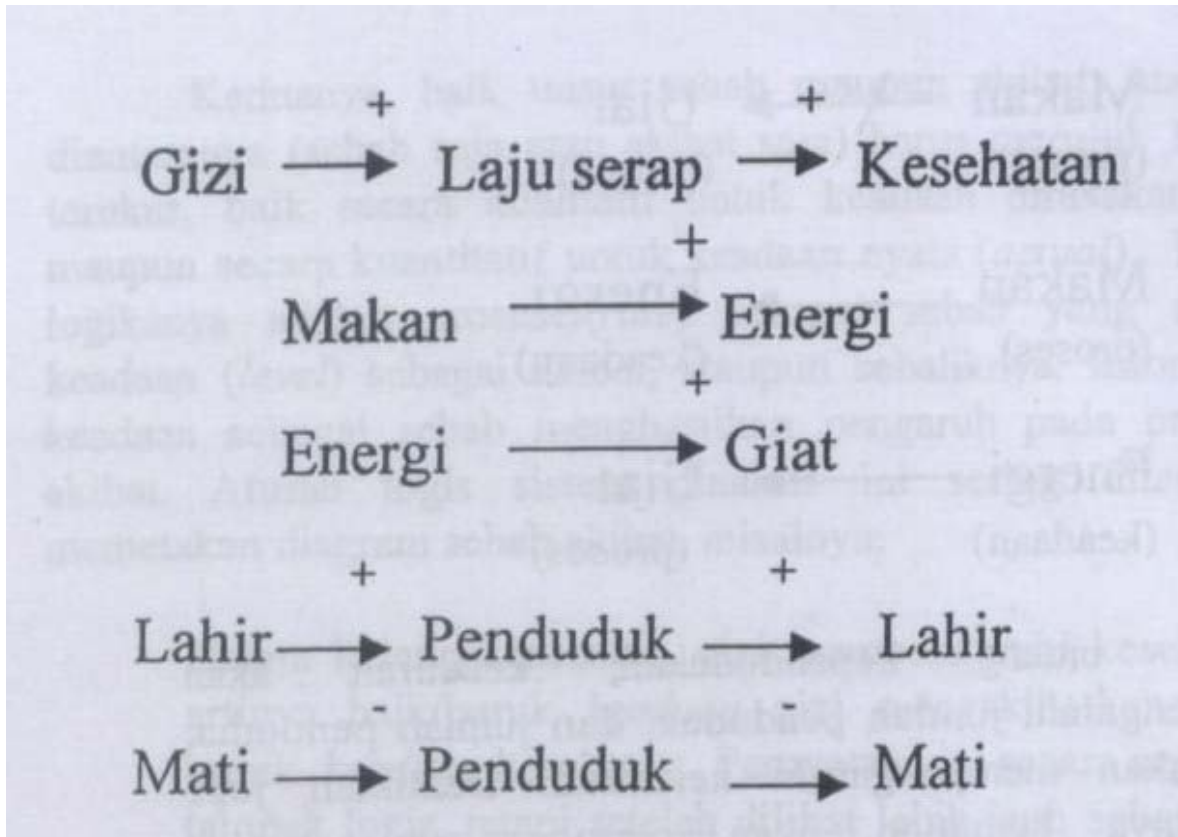 + +
Gizi → Laju serap → Kesehatan
+
Makan → Energi
+
Energi → Giat
+ +
Lahir → Penduduk → Lahir
- -
Mati → Penduduk → Mati